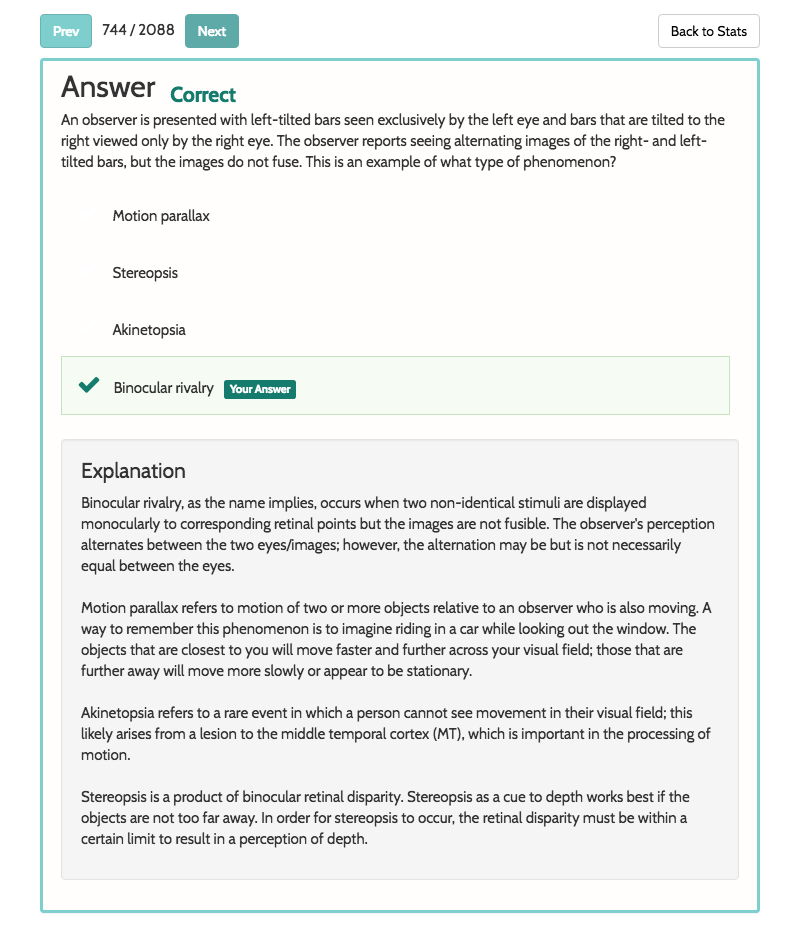 Prev 744 / 2088 Next Back to Stats
Answer Correct
An observer is presented with left-tilted bars seen exclusively by the left eye and bars that are tilted to the
right viewed only by the right eye. The observer reports seeing alternating images of the right- and left-
tilted bars, but the images do not fuse. This is an example of what type of phenomenon?
Motion parallax
Stereopsis
Akinetopsia
Binocular rivalry Your Answer
Explanation
Binocular rivalry, as the name implies, occurs when two non-identical stimuli are displayed
monocularly to corresponding retinal points but the images are not fusible. The observer's perception
alternates between the two eyes/images; however, the alternation may be but is not necessarily
equal between the eyes.
Motion parallax refers to motion of two or more objects relative to an observer who is also moving. A
way to remember this phenomenon is to imagine riding in a car while looking out the window. The
objects that are closest to you will move faster and further across your visual field; those that are
further away will move more slowly or appear to be stationary.
Akinetopsia refers to a rare event in which a person cannot see movement in their visual field; this
likely arises from a lesion to the middle temporal cortex (MT), which is important in the processing of
motion.
Stereopsis is a product of binocular retinal disparity. Stereopsis as a cue to depth works best if the
objects are not too far away. In order for stereopsis to occur, the retinal disparity must be within a
certain limit to result in a perception of depth.